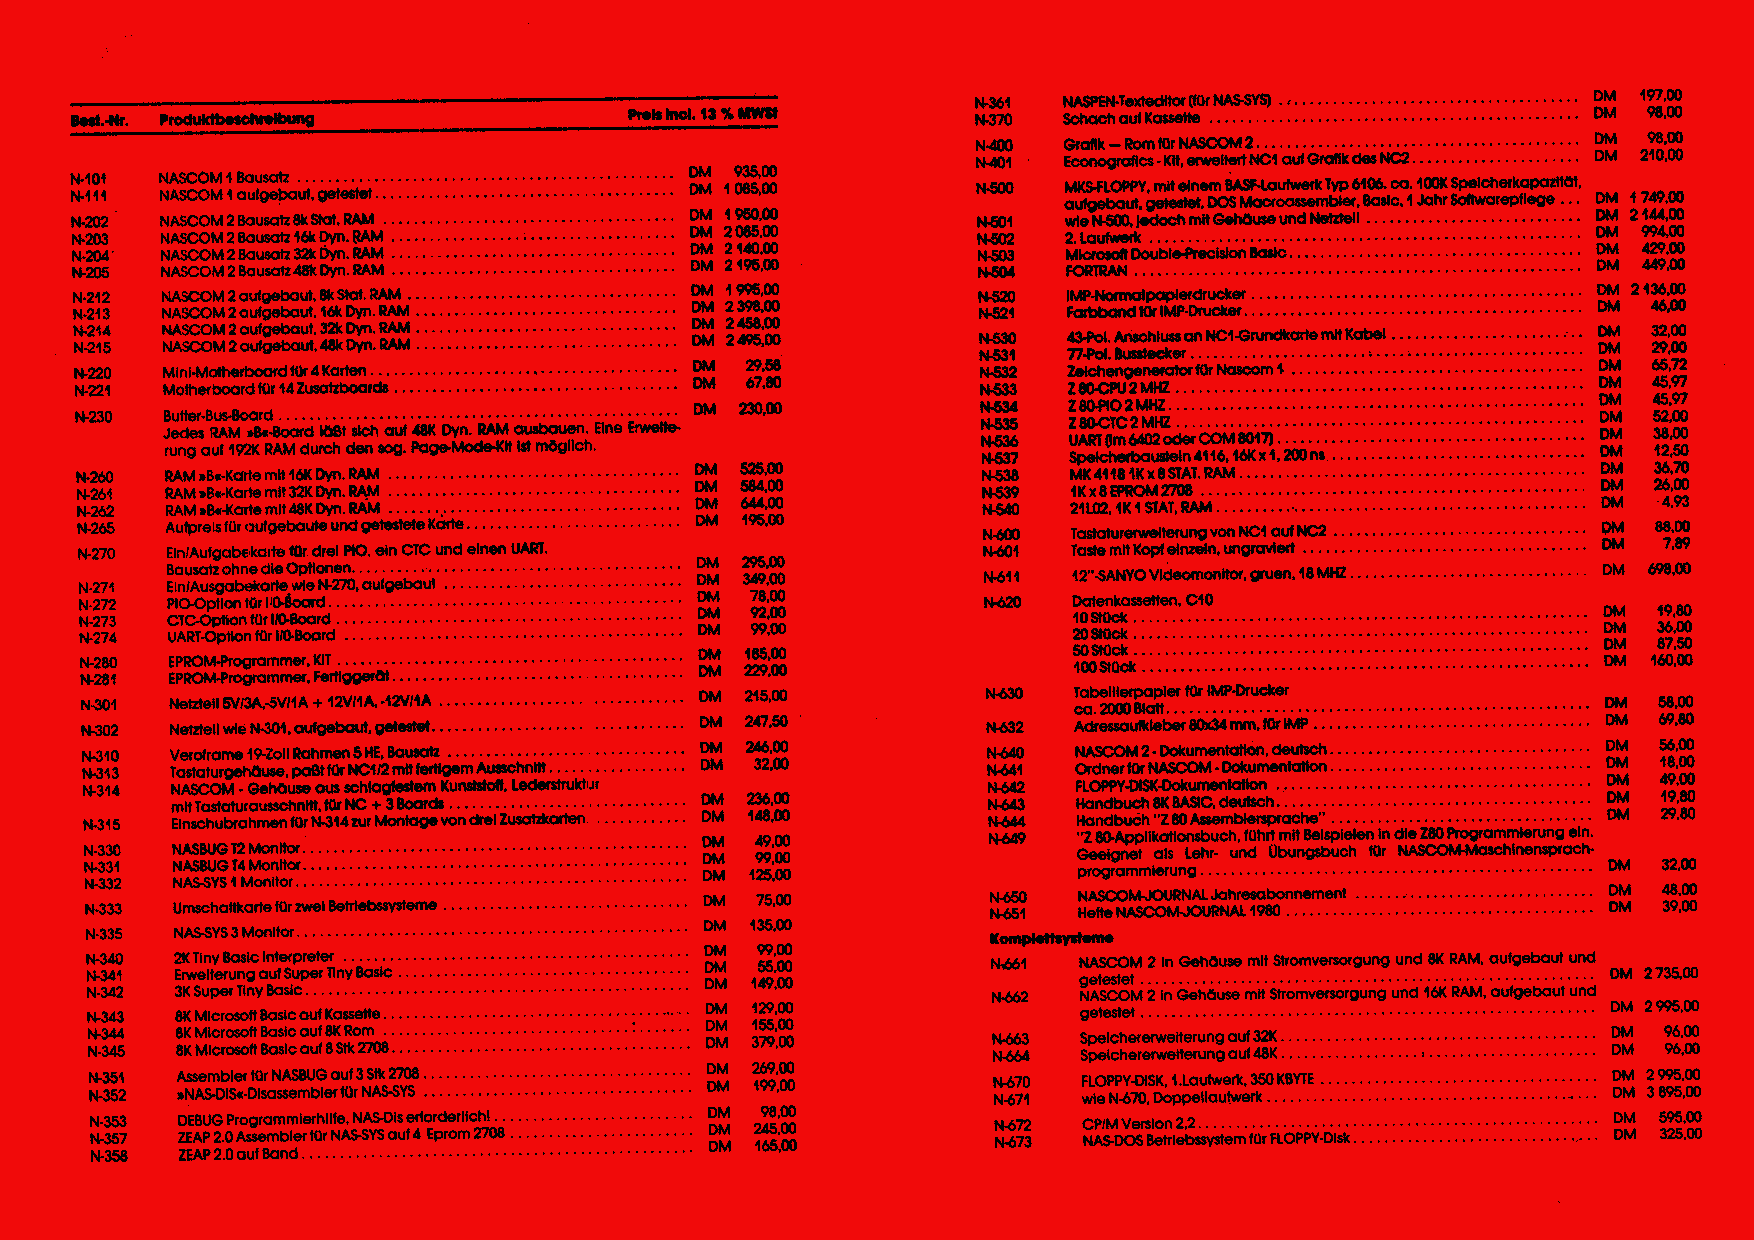 Best.-Nr. Produktbeschreibung Preis incl. 13 % MWSt
N-101 NASCOM 1 Bausatz DM 935,00
N-111 NASCOM 1 aufgebaut, getestet DM 1 085,00
N-202 NASCOM 2 Bausatz 8k Stat. RAM DM 1 950,00
N-203 NASCOM 2 Bausatz 16k Dyn. RAM DM 2 085,00
N-204 NASCOM 2 Bausatz 32k Dyn. RAM DM 2 140,00
N-205 NASCOM 2 Bausatz 48k Dyn. RAM DM 2 195,00
N-212 NASCOM 2 aufgebaut, 8k Stat. RAM DM 1 995,00
N-213 NASCOM 2 aufgebaut, 16k Dyn. RAM DM 2 398,00
N-214 NASCOM 2 aufgebaut, 32k Dyn. RAM DM 2 458,00
N-215 NASCOM 2 aufgebaut, 48k Dyn. RAM DM 2 495,00
N-220 Mini-Motherboard für 4 Karten DM 29,58
N-221 Motherboard für 14 Zusatzboards DM 67,80
N-230 Buffer-Bus-Board DM 230,00
Jedes RAM »B«-Board läßt sich auf 48K Dyn. RAM ausbauen. Eine Erweite-
rung auf 192K RAM durch den sog. Page-Mode-Kit ist möglich.
N-260 RAM »B«-Karte mit 16K Dyn. RAM DM 525,00
N-261 RAM »B«-Karte mit 32K Dyn. RAM DM 584,00
N-262 RAM »B«-Karte mit 48K Dyn. RAM DM 644,00
N-265 Aufpreis für aufgebaute und getestete Karte DM 195,00
N-270 Ein/Aufgabekarte für drei PIO, ein CTC und einen UART.
Bausatz ohne die Optionen DM 295,00
N-271 Ein/Ausgabekarte wie N-270, aufgebaut DM 349,00
N-272 PIO-Option für I/0-Board DM 78,00
N-273 CTC-Option für I/0-Board DM 92,00
N-274 UART-Option für I/0-Board DM 99,00
N-280 EPROM-Programmer, KIT DM 185,00
N-281 EPROM-Programmer, Fertiggerät DM 229,00
N-301 Netzteil 5V/3A,-5V/1A + 12V/1A, -12V/1A DM 215,00
N-302 Netzteil wie N-301, aufgebaut, getestet DM 247,50
N-310 Veroframe 19-Zoll Rahmen 5 HE, Bausatz DM 246,00
N-313 Tastaturgehäuse, paßt für NC1/2 mit fertigem Ausschnitt DM 32,00
N-314 NASCOM - Gehäuse aus schlagfestem Kunststoff, Lederstruktur
mit Tastaturausschnitt, für NC + 3 Boards DM 236,00
N-315 Einschubrahmen für N-314 zur Montage von drei Zusatzkarten DM 148,00
N-330 NASBUG T2 Monitor DM 49,00
N-331 NASBUG T4 Monitor DM 99,00
N-332 NAS-SYS 1 Monitor DM 125,00
N-333 Umschaltkarte für zwei Betriebssysteme DM 75,00
N-335 NAS-SYS 3 Monitor DM 135,00
N-340 2K Tiny Basic Interpreter DM 99,00
N-341 Erweiterung auf Super Tiny Basic DM 55,00
N-342 3K Super Tiny Basic DM 149,00
N-343 8K Microsoft Basic auf Kassette DM 129,00
N-344 8K Microsoft Basic auf 8K Rom DM 155,00
N-345 8K Microsoft Basic auf 8 Stk 2708 DM 379,00
N-351 Assembler für NASBUG auf 3 Stk 2708 DM 269,00
N-352 »NAS-DIS«-Disassembler für NAS-SYS DM 199,00
N-353 DEBUG Programmierhilfe, NAS-Dis erforderlich! DM 98,00
N-357 ZEAP 2.0 Assembler für NAS-SYS auf 4 Eprom 2708 DM 245,00
N-358 ZEAP 2.0 auf Band DM 165,00
N-361 NASPEN-Texteditor (für NAS-SYS) DM 197,00
N-370 Schach auf Kassette DM 98,00
N-400 Grafik — Rom für NASCOM 2 DM 98,00
N-401 Econografics - Kit, erweitert NC1 auf Grafik des NC2 DM 210,00
N-500 MKS-FLOPPY, mit einem BASF-Laufwerk Typ 6106. ca. 100K Speicherkapazität,
aufgebaut, getestet, DOS Macroassembler, Basic, 1 Jahr Softwarepflege DM 1 749,00
N-501 wie N-500, jedoch mit Gehäuse und Netzteil DM 2 144,00
N-502 2. Laufwerk DM 994,00
N-503 Microsoft Double-Precision Basic DM 429,00
N-504 FORTRAN DM 449,00
N-520 IMP-Normalpapierdrucker DM 2 136,00
N-521 Farbband für IMP-Drucker DM 46,00
N-530 43-Pol. Anschluss an NC1-Grundkarte mit Kabel DM 32,00
N-531 77-Pol. Busstecker DM 29,00
N-532 Zeichengenerator für Nascom 1 DM 65,72
N-533 Z 80-CPU 2 MHZ DM 45,97
N-534 Z 80-PIO 2 MHZ DM 45,97
N-535 Z 80-CTC 2 MHZ DM 52,00
N-536 UART (Im 6402 oder COM 8017) DM 38,00
N-537 Speicherbaustein 4116, 16K x 1, 200 ns DM 12,50
N-538 MK 4118 1K x 8 STAT. RAM DM 36,70
N-539 1K x 8 EPROM 2708 DM 26,00
N-540 21L02, 1K 1 STAT, RAM DM 4,93
N-600 Tastaturerweiterung von NC1 auf NC2 DM 88,00
N-601 Taste mit Kopf einzeln, ungraviert DM 7,89
N-611 12"-SANYO Videomonitor, gruen, 18 MHZ DM 698,00
N-620 Datenkassetten, C10
10 Stück DM 19,80
20 Stück DM 36,00
50 Stück DM 87,50
100 Stück DM 160,00
N-630 Tabellierpapier für IMP-Drucker
ca. 2000 Blatt DM 58,00
N-632 Adressaufkleber 80x34 mm, für IMP DM 69,80
N-640 NASCOM 2 - Dokumentation, deutsch DM 56,00
N-641 Ordner für NASCOM - Dokumentation DM 18,00
N-642 FLOPPY-DISK-Dokumentation DM 49,00
N-643 Handbuch 8K BASIC, deutsch DM 19,80
N-644 Handbuch "Z 80 Assemblersprache" DM 29,80
N-649 "Z 80-Applikationsbuch, führt mit Beispielen in die Z80 Programmierung ein.
Geeignet als Lehr- und Übungsbuch für NASCOM-Maschinensprach-
programmierung DM 32,00
N-650 NASCOM-JOURNAL Jahresabonnement DM 48,00
N-651 Hefte NASCOM-JOURNAL 1980 DM 39,00
Komplettsysteme
N-661 NASCOM 2 in Gehäuse mit Stromversorgung und 8K RAM, aufgebaut und
getestet DM 2 735,00
N-662 NASCOM 2 in Gehäuse mit Stromversorgung und 16K RAM, aufgebaut und
getestet DM 2 995,00
N-663 Speichererweiterung auf 32K DM 96,00
N-664 Speichererweiterung auf 48K DM 96,00
N-670 FLOPPY-DISK, 1.Laufwerk, 350 KBYTE DM 2 995,00
N-671 wie N-670, Doppellaufwerk DM 3 895,00
N-672 CP/M Version 2,2 DM 595,00
N-673 NAS-DOS Betriebssystem für FLOPPY-Disk DM 325,00